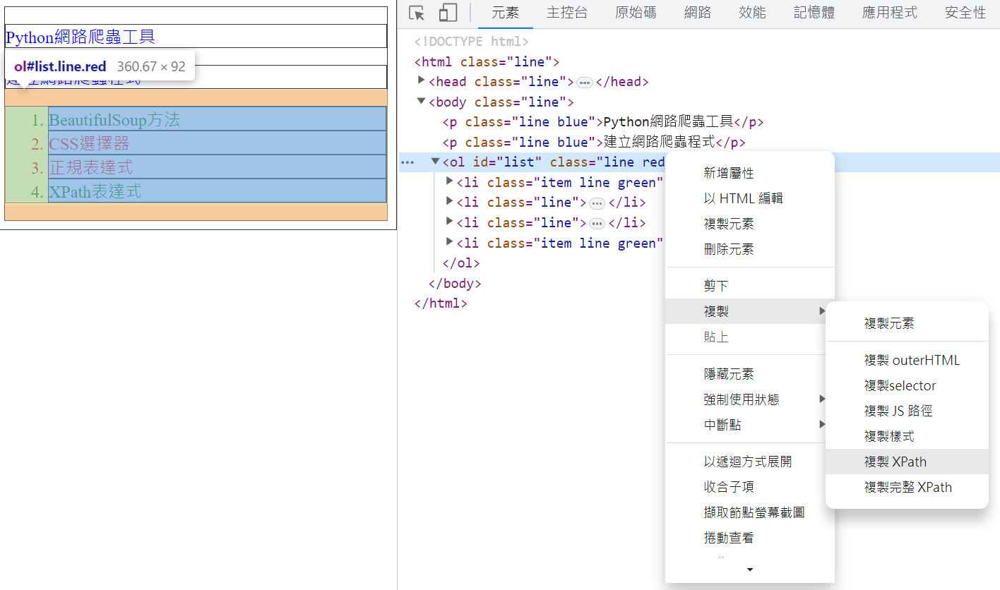 Python網路爬蟲工具
ol#list.line.red 360.67 × 92
建立網路爬蟲程式
1. BeautifulSoup方法
2. CSS選擇器
3. 正規表達式
4. XPath表達式
元素 主控台 原始碼 網路 效能 記憶體 應用程式 安全性
<!DOCTYPE html>
<html class="line">
<head class="line"> … </head>
<body class="line">
<p class="line blue">Python網路爬蟲工具</p>
<p class="line blue">建立網路爬蟲程式</p>
<ol id="list" class="line red
<li class="item line green"
<li class="line"> … </li>
<li class="line"> … </li>
<li class="item line green"
</ol>
</body>
</html>
新增屬性
以 HTML 編輯
複製元素
刪除元素
剪下
複製
貼上
隱藏元素
強制使用狀態
中斷點
以遞迴方式展開
收合子項
擷取節點螢幕截圖
捲動查看
複製元素
複製 outerHTML
複製selector
複製 JS 路徑
複製樣式
複製 XPath
複製完整 XPath